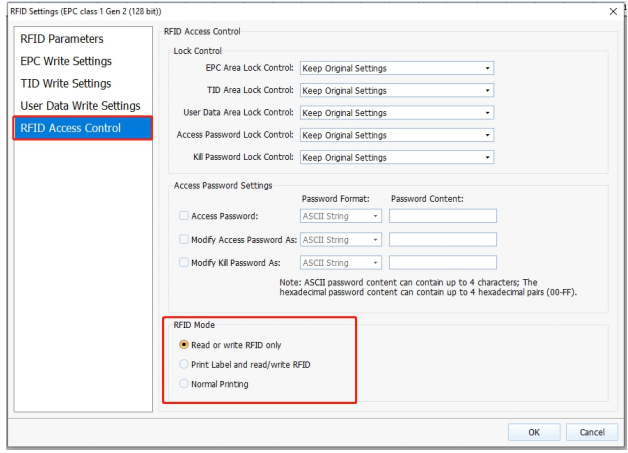 RFID Settings (EPC class 1 Gen 2 (128 bit))
RFID Parameters
EPC Write Settings
TID Write Settings
User Data Write Settings
RFID Access Control
RFID Access Control
Lock Control
EPC Area Lock Control: Keep Original Settings
TID Area Lock Control: Keep Original Settings
User Data Area Lock Control: Keep Original Settings
Access Password Lock Control: Keep Original Settings
Kill Password Lock Control: Keep Original Settings
Access Password Settings
Password Format: Password Content:
Access Password: ASCII String
Modify Access Password As: ASCII String
Modify Kill Password As: ASCII String
Note: ASCII password content can contain up to 4 characters; The
hexadecimal password content can contain up to 4 hexadecimal pairs (00-FF).
RFID Mode
Read or write RFID only
Print Label and read/write RFID
Normal Printing
OK Cancel